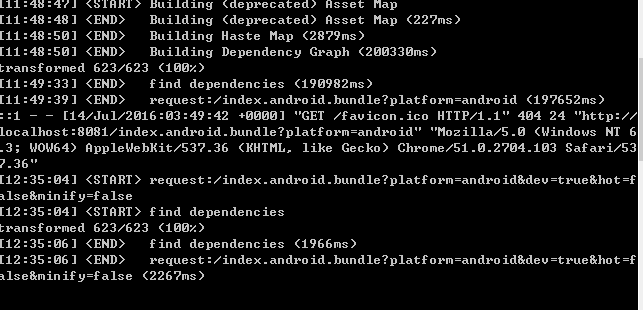 [11:48:47] <START> Building (deprecated) Asset Map
[11:48:48] <END>   Building (deprecated) Asset Map (227ms)
[11:48:50] <END>   Building Haste Map (2879ms)
[11:48:50] <END>   Building Dependency Graph (200330ms)
transformed 623/623 (100%)
[11:49:33] <END>   find dependencies (190982ms)
[11:49:39] <END>   request:/index.android.bundle?platform=android (197652ms)
::1 - - [14/Jul/2016:03:49:42 +0000] "GET /favicon.ico HTTP/1.1" 404 24 "http://
localhost:8081/index.android.bundle?platform=android" "Mozilla/5.0 (Windows NT 6
.3; WOW64) AppleWebKit/537.36 (KHTML, like Gecko) Chrome/51.0.2704.103 Safari/53
7.36"
[12:35:04] <START> request:/index.android.bundle?platform=android&dev=true&hot=f
alse&minify=false
[12:35:04] <START> find dependencies
transformed 623/623 (100%)
[12:35:06] <END>   find dependencies (1966ms)
[12:35:06] <END>   request:/index.android.bundle?platform=android&dev=true&hot=f
alse&minify=false (2267ms)